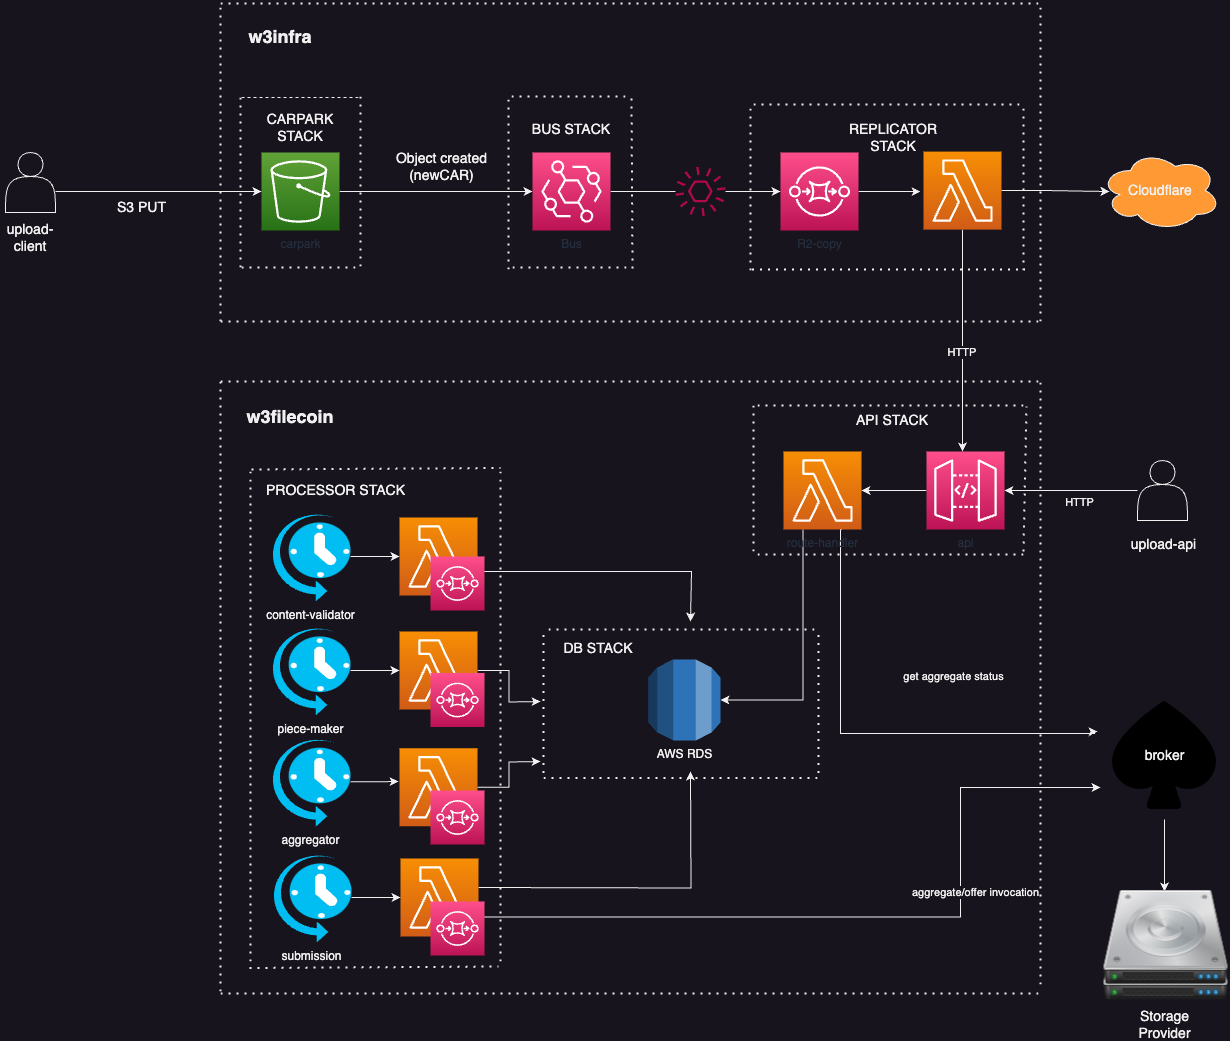 w3infra
CARPARK
STACK
carpark
S3 PUT
upload-
client
Object created
(newCAR)
BUS STACK
Bus
REPLICATOR
STACK
R2-copy
Cloudflare
HTTP
w3filecoin
API STACK
route-handler
api
HTTP
upload-api
PROCESSOR STACK
content-validator
piece-maker
aggregator
submission
DB STACK
AWS RDS
get aggregate status
broker
aggregate/offer invocation
Storage
Provider